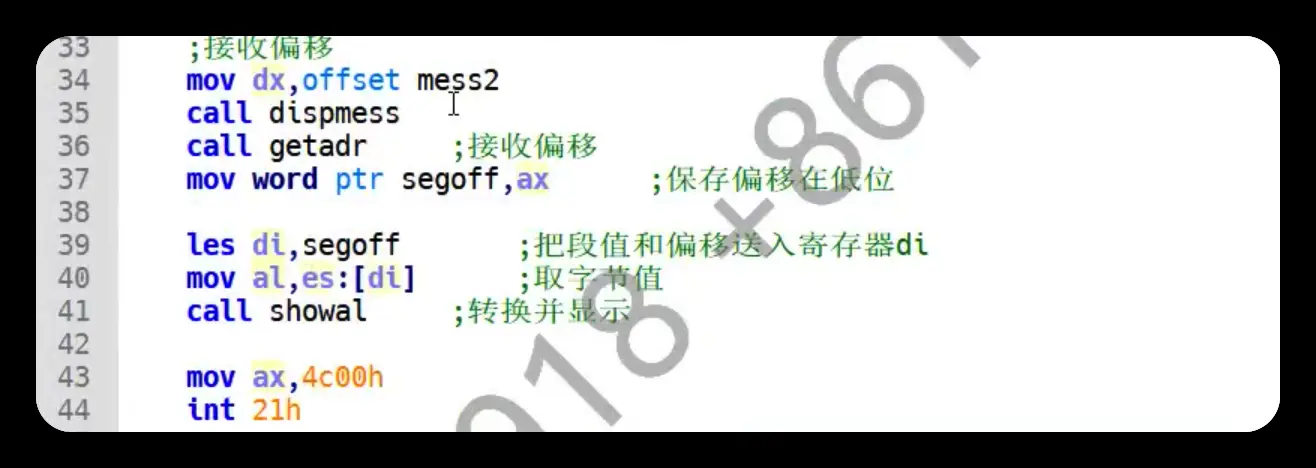 33 ;接收偏移
34 mov dx,offset mess2
35 call dispmess
36 call getadr ;接收偏移
37 mov word ptr segoff,ax ;保存偏移在低位
38
39 les di,segoff ;把段值和偏移送入寄存器di
40 mov al,es:[di] ;取字节值
41 call showal ;转换并显示
42
43 mov ax,4c00h
44 int 21h
918 +861